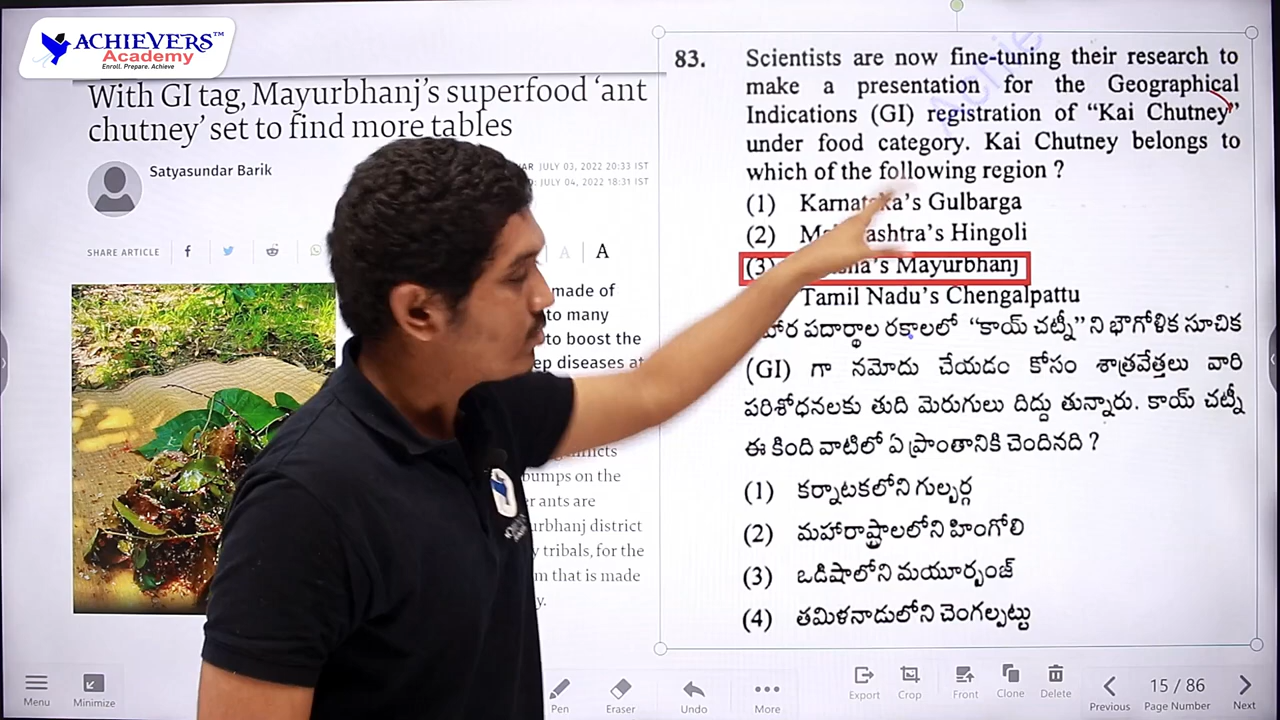 ACHIEVERS™
Academy
Enroll. Prepare. Achieve
With GI tag, Mayurbhanj's superfood 'ant
chutney' set to find more tables
Satyasundar Barik
JULY 03, 2022 20:33 IST
JULY 04, 2022 18:31 IST
SHARE ARTICLE
A
A
made of
to many
to boost the
diseases at
bumps on the
ants are
district
tribals, for the
that is made
83. Scientists are now fine-tuning their research to
make a presentation for the Geographical
Indications (GI) registration of "Kai Chutney"
under food category. Kai Chutney belongs to
which of the following region ?
(1) Karnataka's Gulbarga
(2) Hingoli
(3) Mayurbhanj
Tamil Nadu's Chengalpattu
పదార్థాల రకాలలో "కాయ్ చట్నీ" ని భౌగోళిక సూచిక
(GI) గా నమోదు చేయడం కోసం శాత్రవేత్తలు వారి
పరిశోధనలకు తుది మెరుగులు దిద్దు తున్నారు. కాయ్ చట్నీ
ఈ కింది వాటిలో ఏ ప్రాంతానికి చెందినది ?
(1) కర్నాటకలోని గుల్బర్గ
(2) మహారాష్ట్రాలలోని హింగోలి
(3) ఒడిషాలోని మయూర్భంజ్
(4) తమిళనాడులోని చెంగల్పట్టు
Menu
Minimize
Pen
Eraser
Undo
More
Export
Crop
Front
Clone
Delete
Previous
15 / 86
Page Number
Next